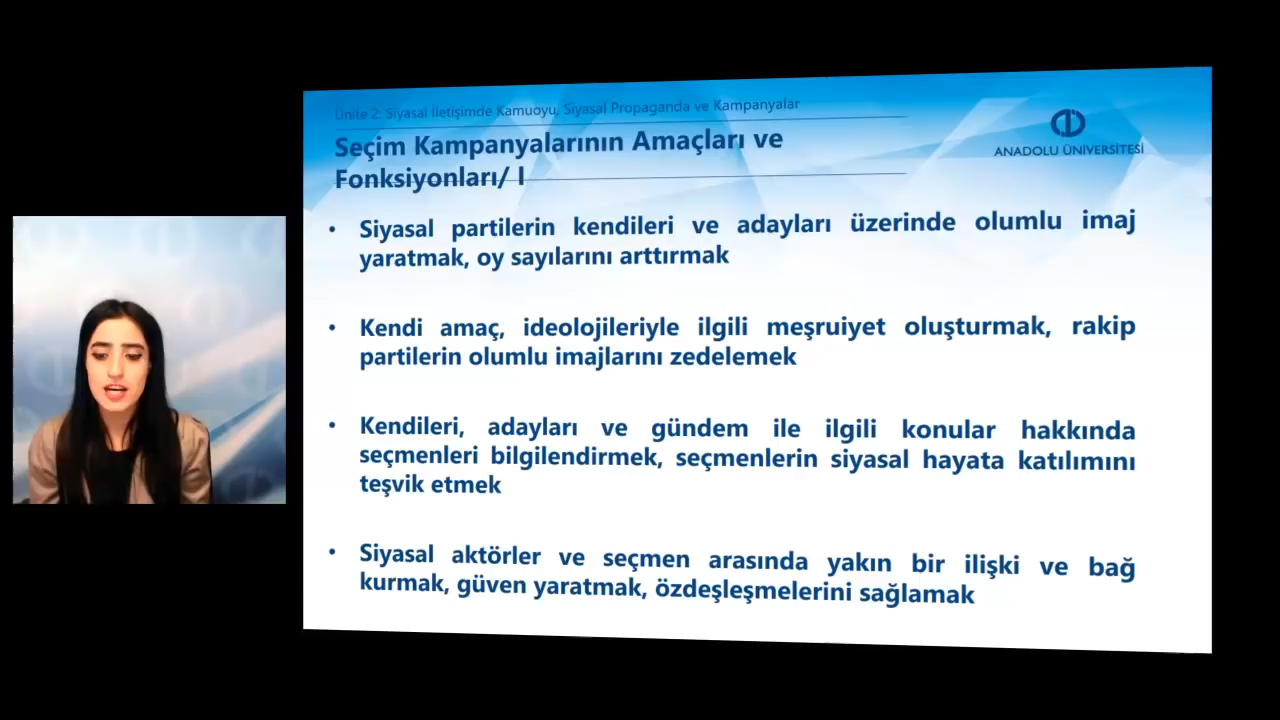 Ünite 2: Siyasal İletişimde Kamuoyu, Siyasal Propaganda ve Kampanyalar
Seçim Kampanyalarının Amaçları ve
Fonksiyonları/ I
ANADOLU ÜNİVERSİTESİ
• Siyasal partilerin kendileri ve adayları üzerinde olumlu imaj
yaratmak, oy sayılarını arttırmak
• Kendi amaç, ideolojileriyle ilgili meşruiyet oluşturmak, rakip
partilerin olumlu imajlarını zedelemek
• Kendileri, adayları ve gündem ile ilgili konular hakkında
seçmenleri bilgilendirmek, seçmenlerin siyasal hayata katılımını
teşvik etmek
• Siyasal aktörler ve seçmen arasında yakın bir ilişki ve bağ
kurmak, güven yaratmak, özdeşleşmelerini sağlamak